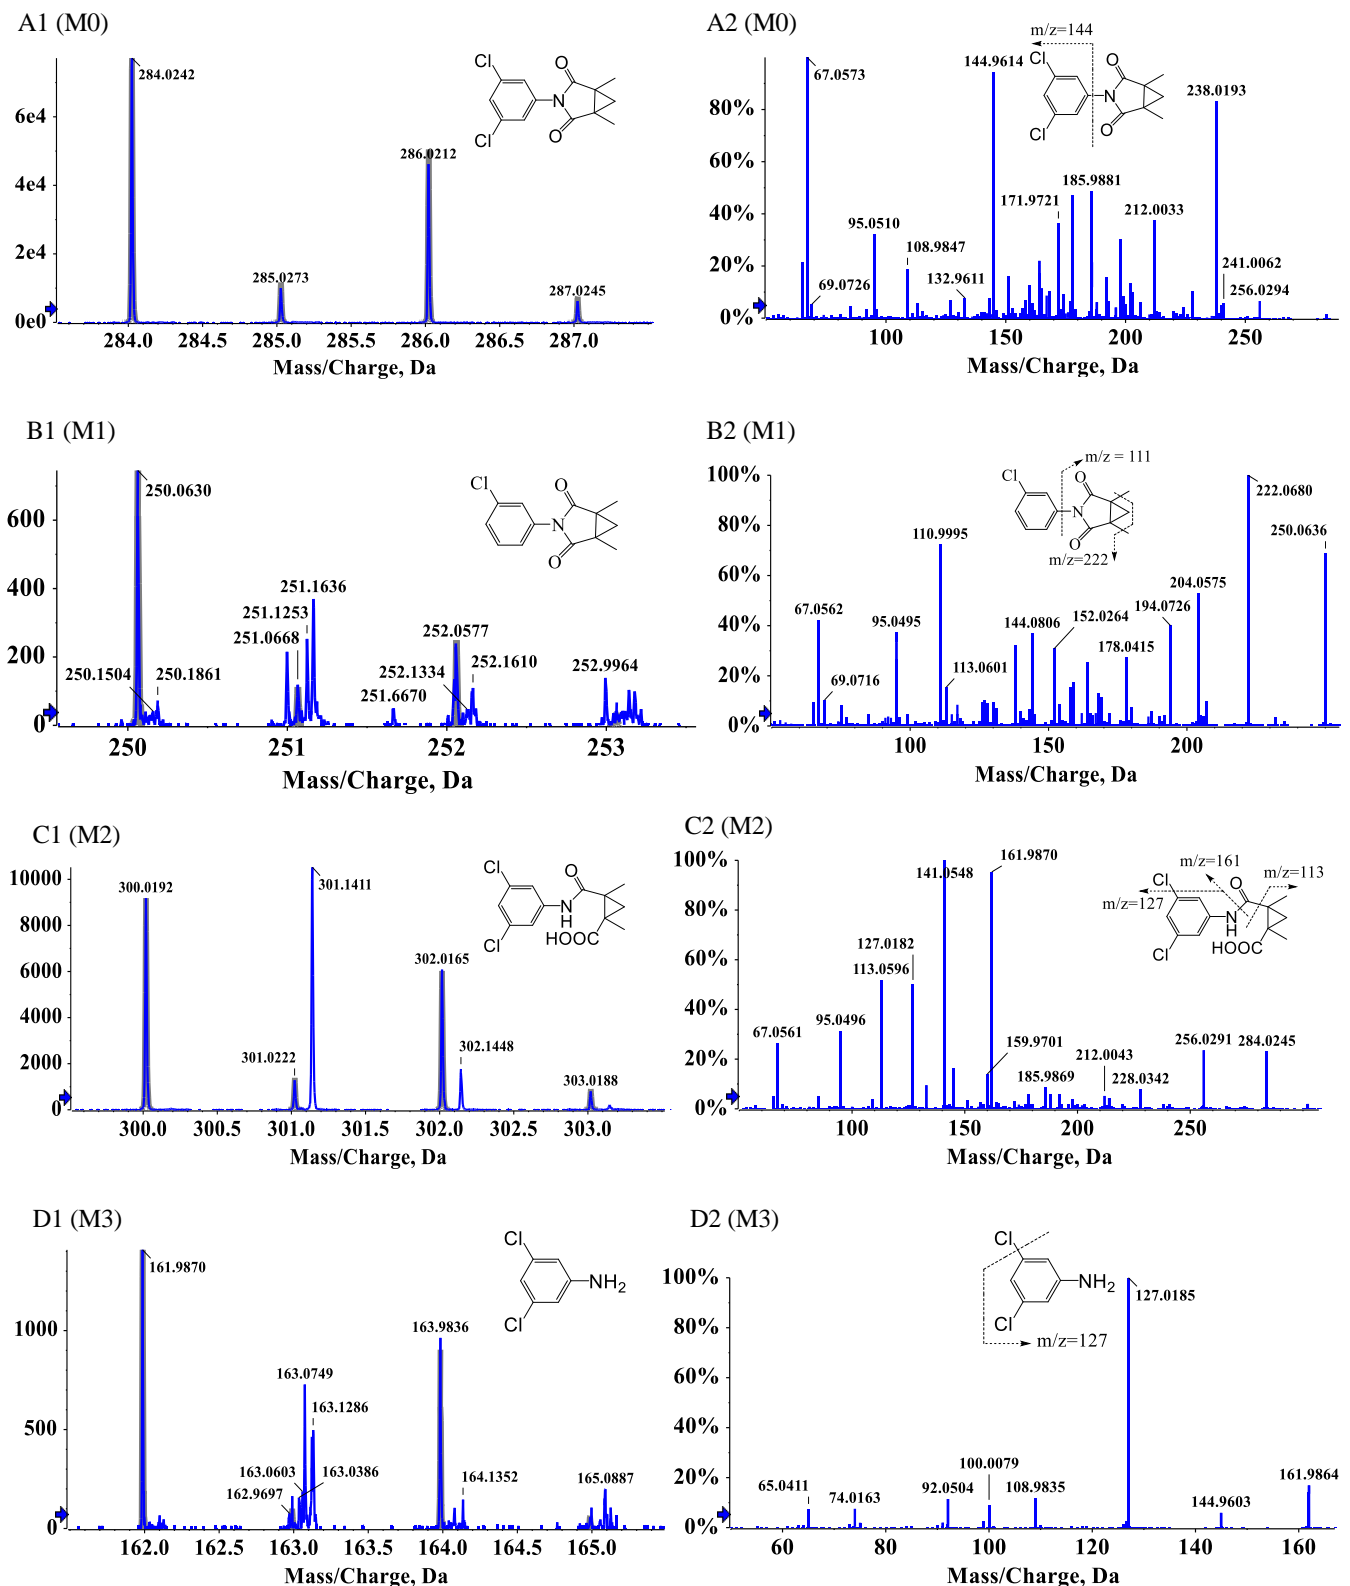 A1 (M0)
284.0242
285.0273
286.0212
287.0245
6e4
4e4
2e4
0e0
284.0 284.5 285.0 285.5 286.0 286.5 287.0
Mass/Charge, Da
Cl
Cl
N
O
O
A2 (M0)
m/z=144
Cl
Cl
N
O
O
67.0573
144.9614
238.0193
185.9881
171.9721
212.0033
95.0510
108.9847
132.9611
69.0726
241.0062
256.0294
80%
60%
40%
20%
0%
100 150 200 250
Mass/Charge, Da
B1 (M1)
Cl
N
O
O
250.0630
251.1636
251.1253
251.0668
252.0577
252.1334
252.1610
250.1504
250.1861
251.6670
252.9964
600
400
200
0
250 251 252 253
Mass/Charge, Da
B2 (M1)
m/z = 111
Cl
N
O
O
m/z=222
222.0680
250.0636
110.9995
204.0575
67.0562
95.0495
144.0806
152.0264
194.0726
178.0415
69.0716
113.0601
100%
80%
60%
40%
20%
0%
100 150 200
Mass/Charge, Da
C1 (M2)
Cl
Cl
N
H
O
HOOC
300.0192
301.1411
302.0165
301.0222
302.1448
303.0188
10000
8000
6000
4000
2000
0
300.0 300.5 301.0 301.5 302.0 302.5 303.0
Mass/Charge, Da
C2 (M2)
m/z=161
m/z=113
m/z=127
Cl
Cl
N
H
O
HOOC
141.0548
161.9870
127.0182
113.0596
67.0561
95.0496
159.9701
185.9869
212.0043
228.0342
256.0291
284.0245
100%
80%
60%
40%
20%
0%
100 150 200 250
Mass/Charge, Da
D1 (M3)
Cl
Cl
NH2
161.9870
163.9836
163.0749
163.1286
163.0603
163.0386
162.9697
164.1352
165.0887
1000
500
0
162.0 162.5 163.0 163.5 164.0 164.5 165.0
Mass/Charge, Da
D2 (M3)
Cl
Cl
NH2
m/z=127
127.0185
65.0411
74.0163
92.0504
100.0079
108.9835
144.9603
161.9864
100%
80%
60%
40%
20%
0%
60 80 100 120 140 160
Mass/Charge, Da